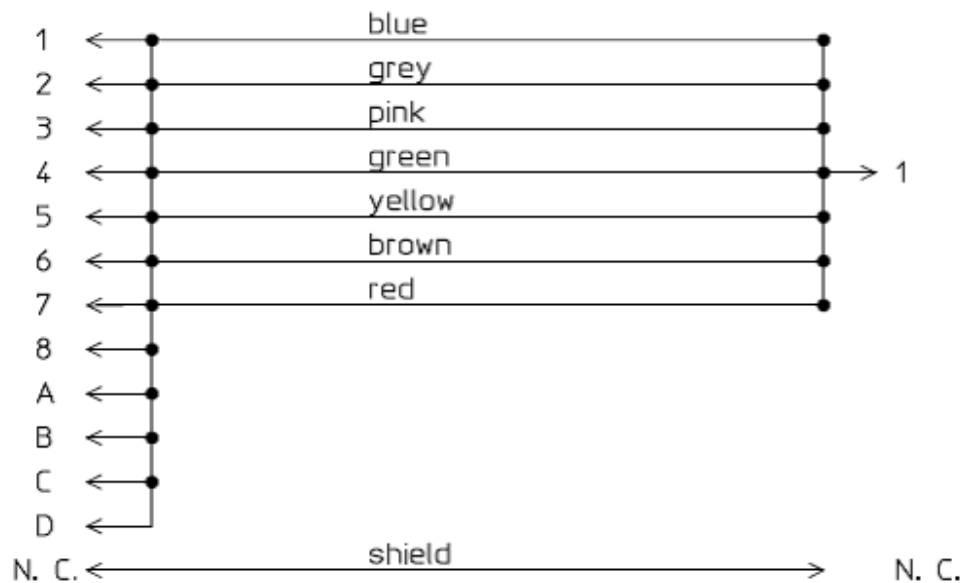 1 blue
2 grey
3 pink
4 green 1
5 yellow
6 brown
7 red
8
A
B
C
D
N. C. shield N. C.